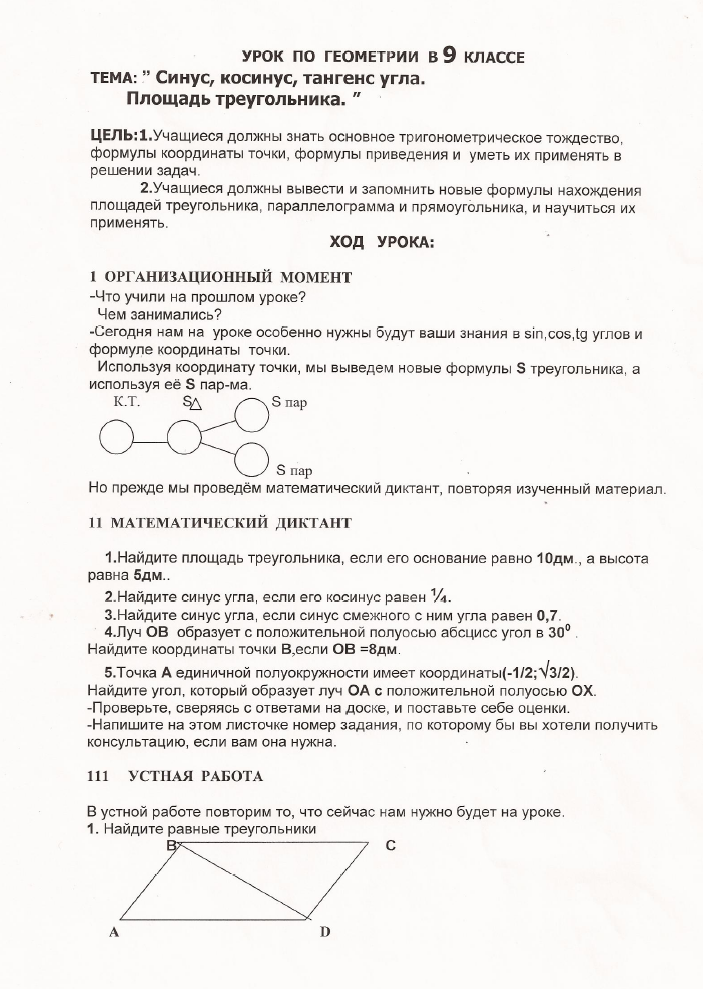 УРОК ПО ГЕОМЕТРИИ В 9 КЛАССЕ
ТЕМА: ” Синус, косинус, тангенс угла.
Площадь треугольника. ”
ЦЕЛЬ:1.Учащиеся должны знать основное тригонометрическое тождество,
формулы координаты точки, формулы приведения и уметь их применять в
решении задач.
2.Учащиеся должны вывести и запомнить новые формулы нахождения
площадей треугольника, параллелограмма и прямоугольника, и научиться их
применять.
ХОД УРОКА:
1 ОРГАНИЗАЦИОННЫЙ МОМЕНТ
-Что учили на прошлом уроке?
Чем занимались?
-Сегодня нам на уроке особенно нужны будут ваши знания в sin,cos,tg углов и
формуле координаты точки.
Используя координату точки, мы выведем новые формулы S треугольника, а
используя её S пар-ма.
К.Т. S△ S пар
S пар
Но прежде мы проведём математический диктант, повторяя изученный материал.
11 МАТЕМАТИЧЕСКИЙ ДИКТАНТ
1.Найдите площадь треугольника, если его основание равно 10дм., а высота
равна 5дм..
2.Найдите синус угла, если его косинус равен ¼.
3.Найдите синус угла, если синус смежного с ним угла равен 0,7.
4.Луч ОВ образует с положительной полуосью абсцисс угол в 30⁰ .
Найдите координаты точки В,если ОВ =8дм.
5.Точка А единичной полуокружности имеет координаты(-1/2;√3/2).
Найдите угол, который образует луч ОА с положительной полуосью ОХ.
-Проверьте, сверяясь с ответами на доске, и поставьте себе оценки.
-Напишите на этом листочке номер задания, по которому бы вы хотели получить
консультацию, если вам она нужна.
111 УСТНАЯ РАБОТА
В устной работе повторим то, что сейчас нам нужно будет на уроке.
1. Найдите равные треугольники
В С
А D